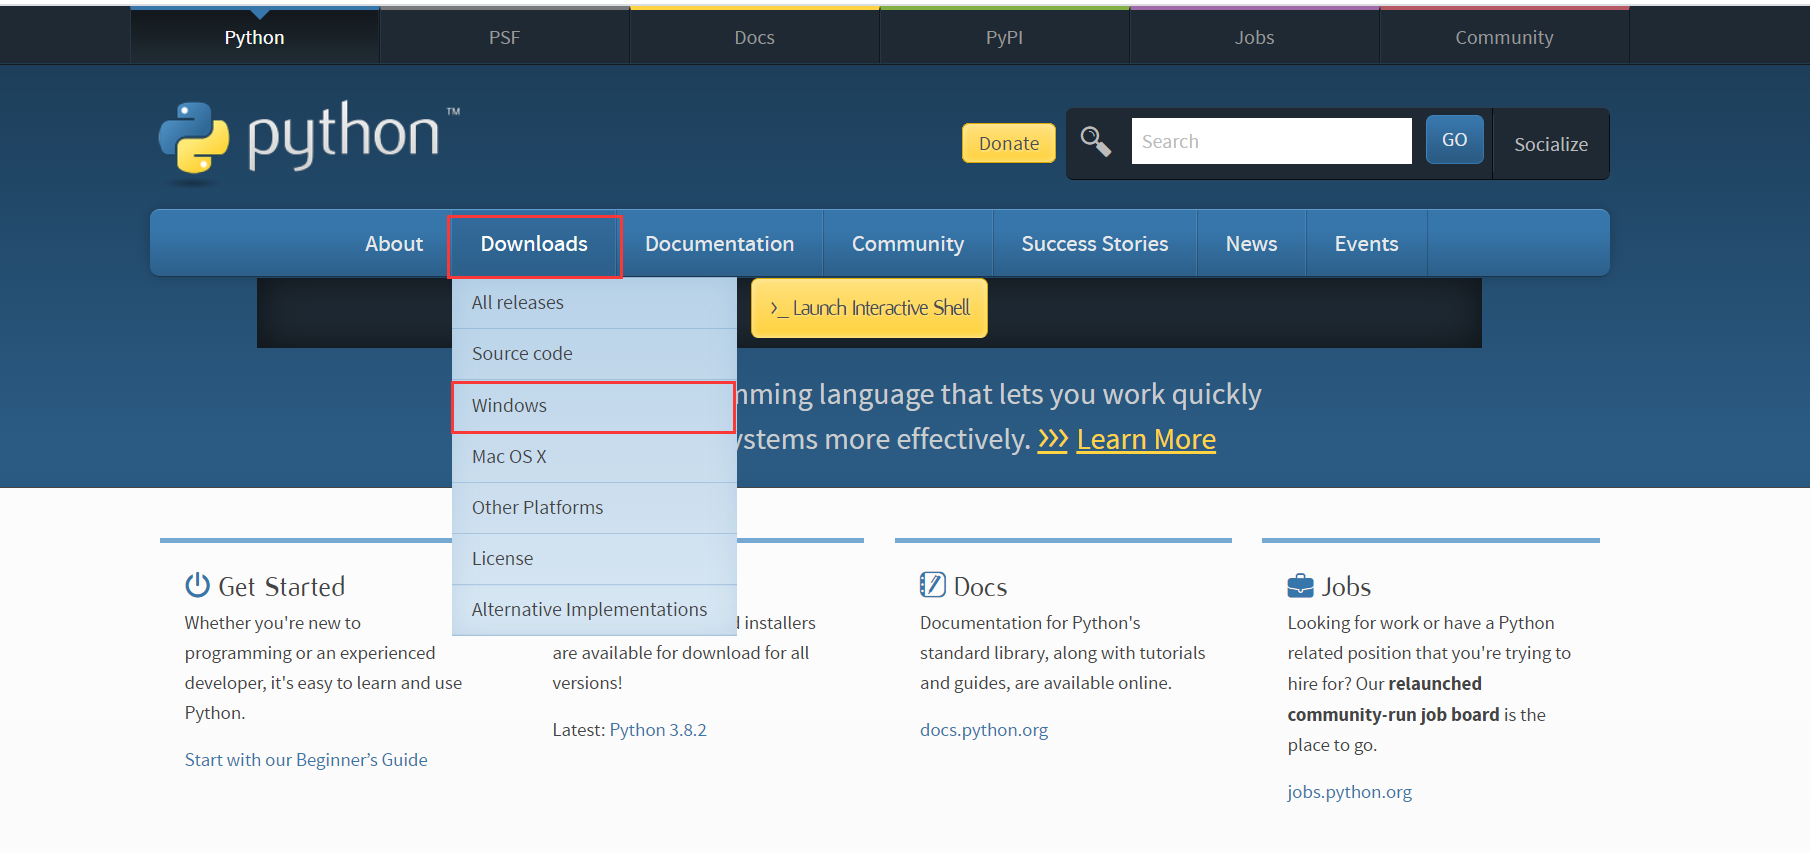 Python
PSF
Docs
PyPI
Jobs
Community
python™
Donate
Search
GO
Socialize
About
Downloads
Documentation
Community
Success Stories
News
Events
All releases
Source code
Windows
Mac OS X
Other Platforms
License
Alternative Implementations
>_ Launch Interactive Shell
language that lets you work quickly
more effectively. >>> Learn More
Get Started
Whether you're new to
programming or an experienced
developer, it's easy to learn and use
Python.
Start with our Beginner’s Guide
installers
are available for download for all
versions!
Latest: Python 3.8.2
Docs
Documentation for Python's
standard library, along with tutorials
and guides, are available online.
docs.python.org
Jobs
Looking for work or have a Python
related position that you're trying to
hire for? Our relaunched
community-run job board is the
place to go.
jobs.python.org